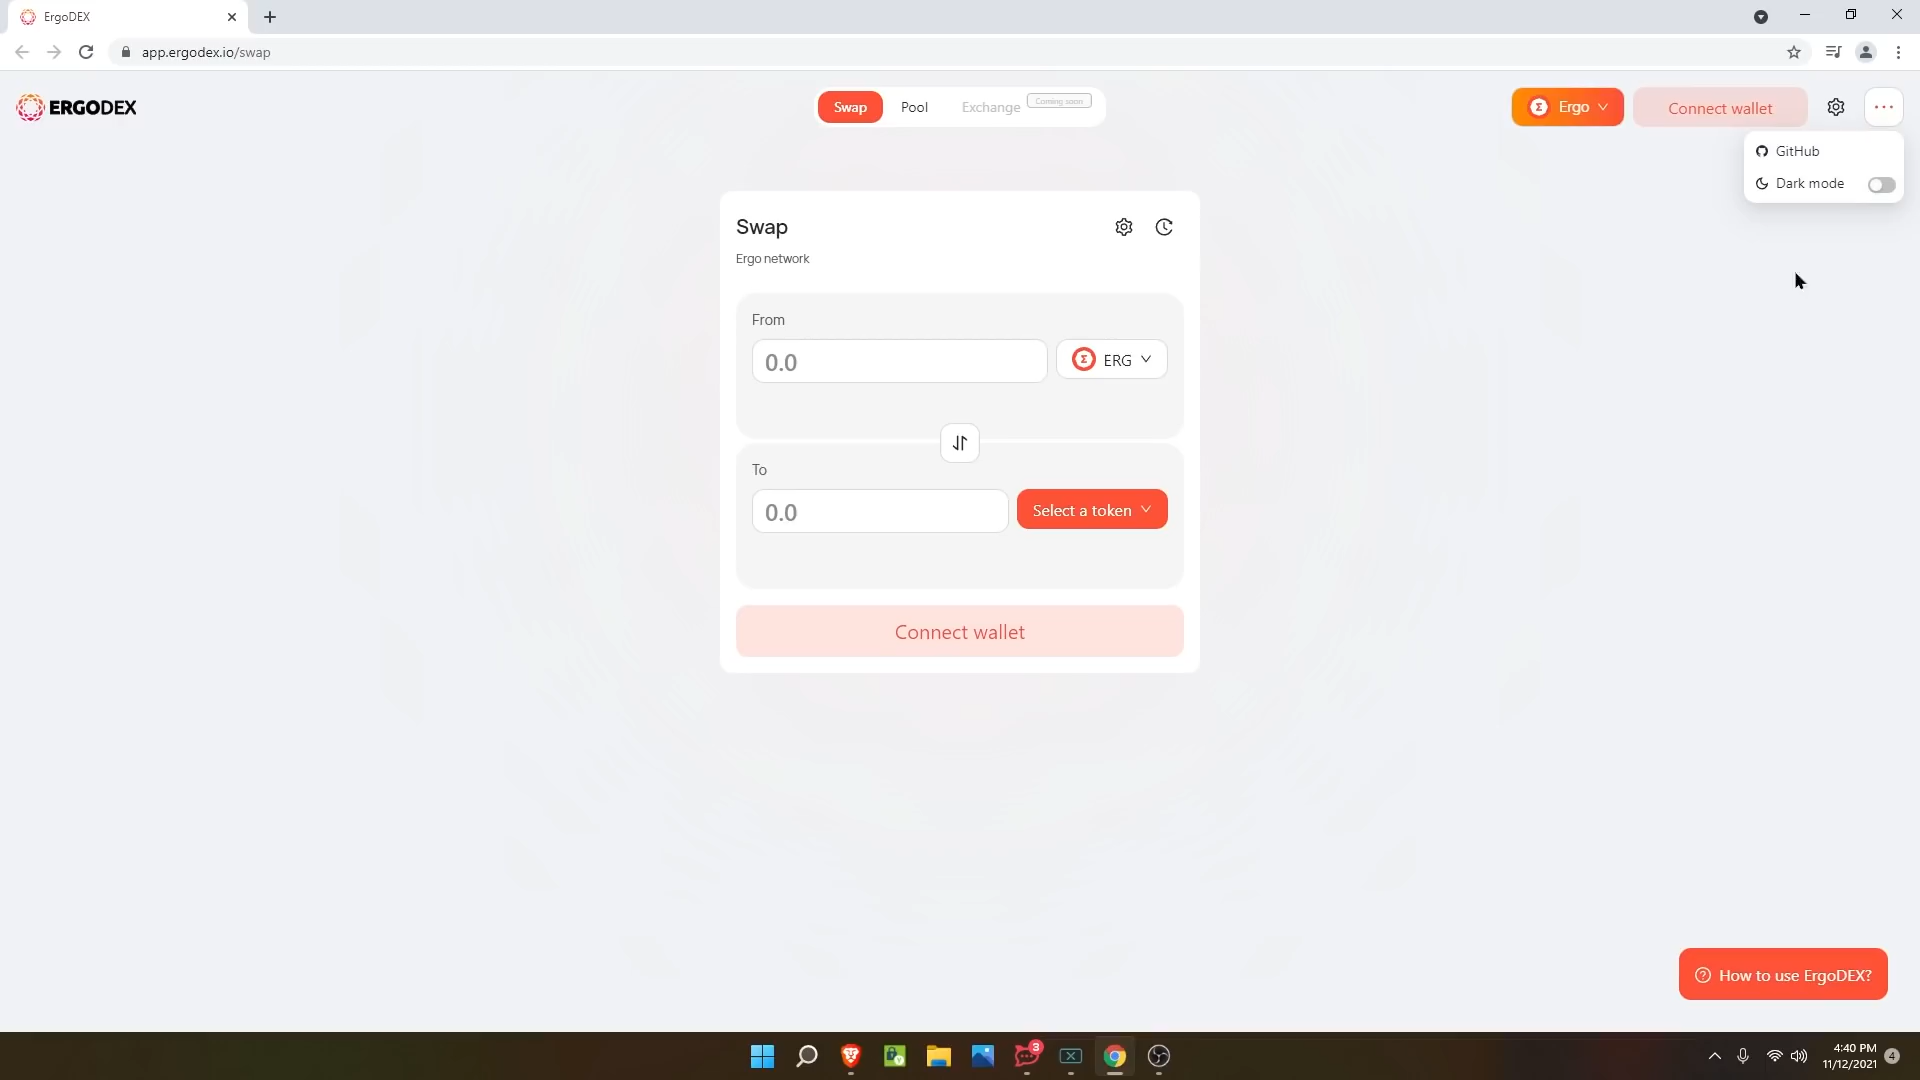 ErgoDEX
app.ergodex.io/swap
ERGODEX
Swap
Pool
Exchange
Coming soon
Ergo
Connect wallet
GitHub
Dark mode
Swap
Ergo network
From
0.0
ERG
To
0.0
Select a token
Connect wallet
How to use ErgoDEX?
3
4:40 PM
11/12/2021
4